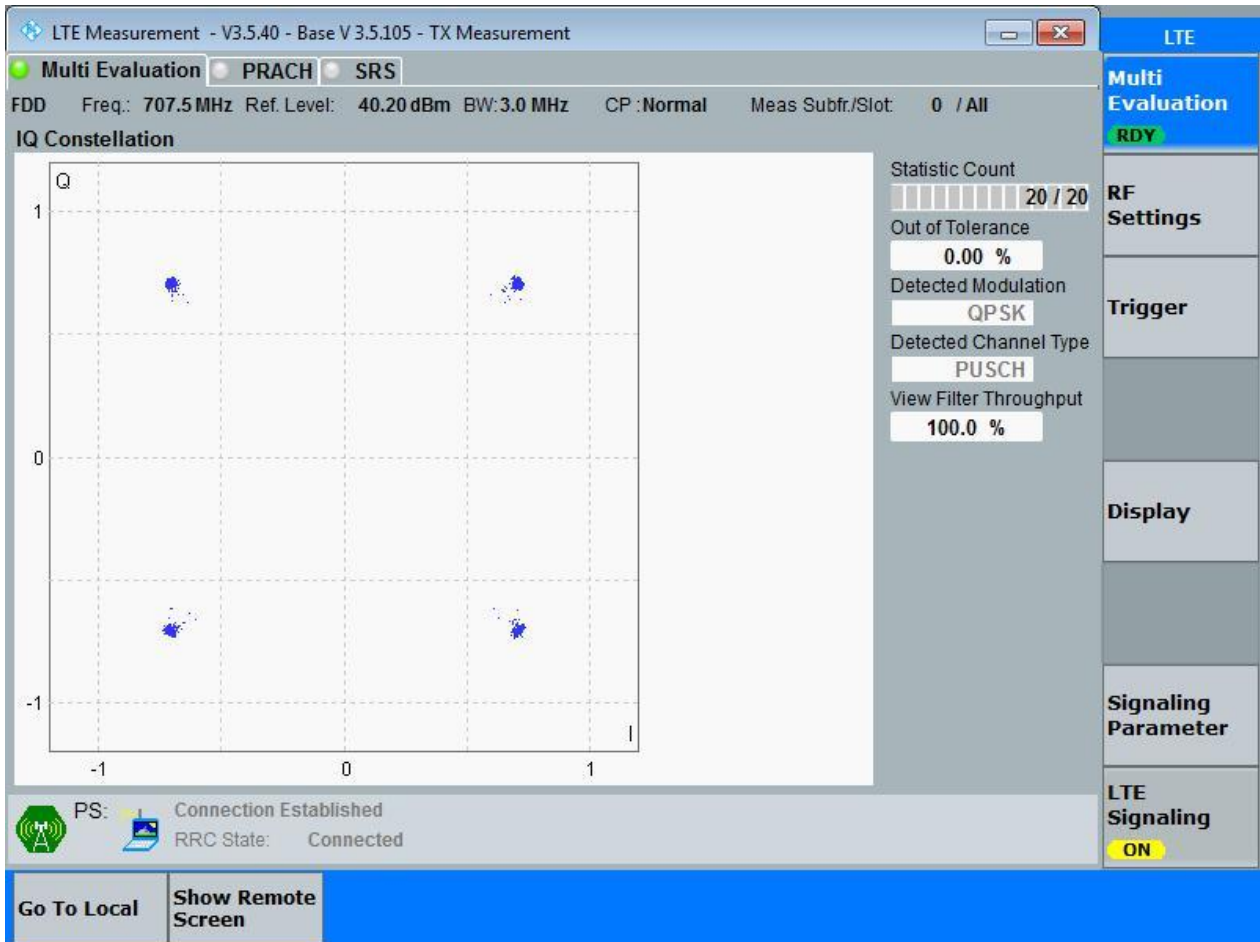 LTE Measurement - V3.5.40 - Base V 3.5.105 - TX Measurement
LTE
Multi Evaluation PRACH SRS
FDD Freq.: 707.5 MHz Ref. Level: 40.20 dBm BW: 3.0 MHz CP : Normal Meas Subfr./Slot: 0 / All
IQ Constellation
Q
1
0
-1
I
-1 0 1
Statistic Count
20 / 20
Out of Tolerance
0.00 %
Detected Modulation
QPSK
Detected Channel Type
PUSCH
View Filter Throughput
100.0 %
Multi
Evaluation
RDY
RF
Settings
Trigger
Display
Signaling
Parameter
LTE
Signaling
ON
PS: Connection Established
RRC State: Connected
Go To Local
Show Remote
Screen